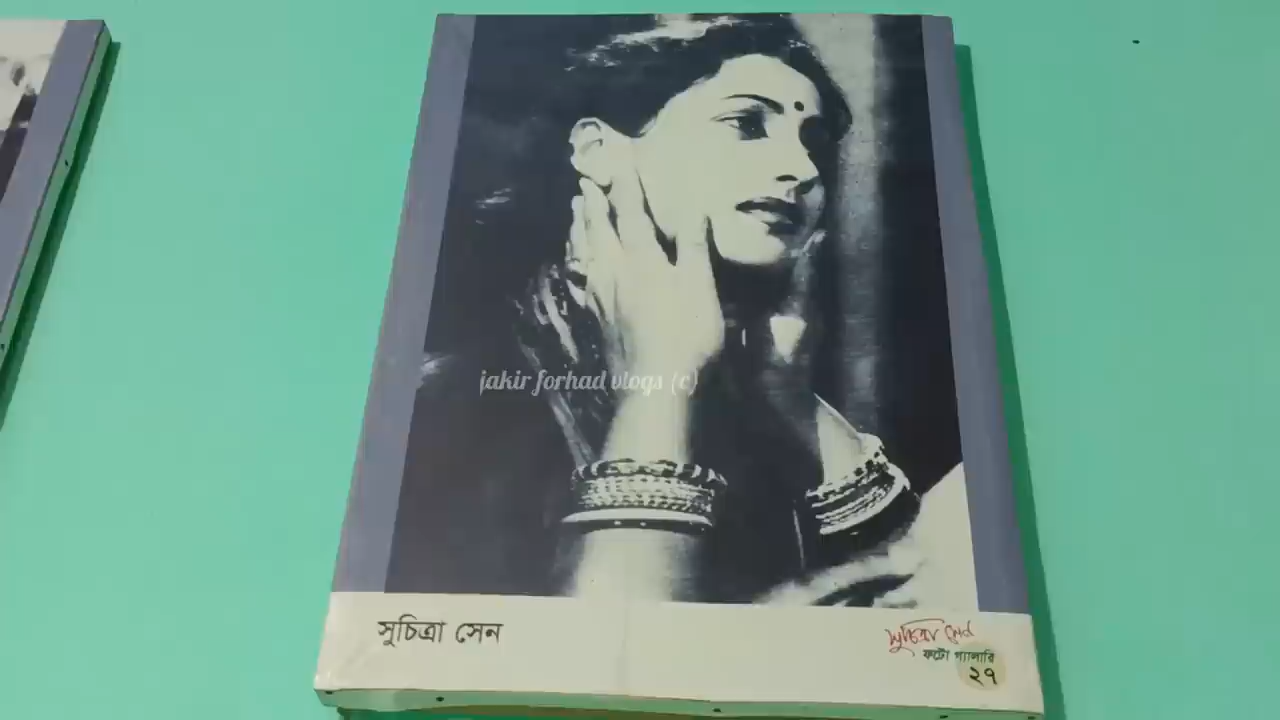 jakir forhad vlogs (c)
সুচিত্রা সেন
সুচিত্রা সেন
ফটো গ্যালারি
২৭